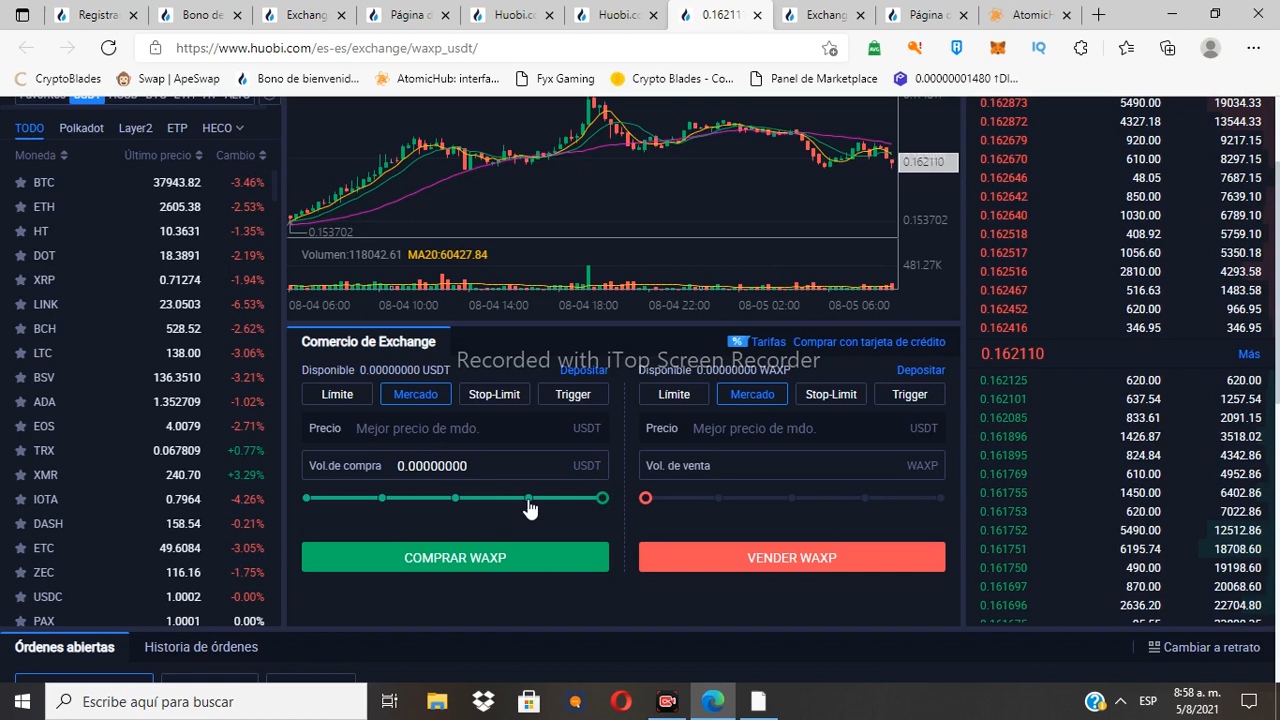 Registra
Bono de
Exchang
Página c
Huobi.cc
Huobi.cc
0.16211
Exchang
Página c
AtomicH
https://www.huobi.com/es-es/exchange/waxp_usdt/
CryptoBlades
Swap | ApeSwap
Bono de bienvenid...
AtomicHub: interfa...
Fyx Gaming
Crypto Blades - Co...
Panel de Marketplace
0.00000001480 ↑DI...
TODO Polkadot Layer2 ETP HECO
Moneda Último precio Cambio
BTC 37943.82 -3.46%
ETH 2605.38 -2.53%
HT 10.3631 -1.35%
DOT 18.3891 -2.19%
XRP 0.71274 -1.94%
LINK 23.0503 -6.53%
BCH 528.52 -2.62%
LTC 138.00 -3.06%
BSV 136.3510 -3.21%
ADA 1.352709 -1.02%
EOS 4.0079 -2.71%
TRX 0.067809 +0.77%
XMR 240.70 +3.29%
IOTA 0.7964 -4.26%
DASH 158.54 -0.21%
ETC 49.6084 -3.05%
ZEC 116.16 -1.75%
USDC 1.0002 -0.00%
PAX 1.0001 0.00%
0.162110
0.153702
0.153702
Volumen:118042.61 MA20:60427.84
481.27K
08-04 06:00 08-04 10:00 08-04 14:00 08-04 18:00 08-04 22:00 08-05 02:00 08-05 06:00
Comercio de Exchange
% Tarifas Comprar con tarjeta de crédito
Recorded with iTop Screen Recorder
Disponible 0.00000000 USDT Depositar
Límite Mercado Stop-Limit Trigger
Precio Mejor precio de mdo. USDT
Vol.de compra 0.00000000 USDT
COMPRAR WAXP
Disponible 0.00000000 WAXP Depositar
Límite Mercado Stop-Limit Trigger
Precio Mejor precio de mdo. USDT
Vol. de venta WAXP
VENDER WAXP
0.162873 5490.00 19034.33
0.162872 4327.18 13544.33
0.162679 920.00 9217.15
0.162670 610.00 8297.15
0.162646 48.05 7687.15
0.162642 850.00 7639.10
0.162640 1030.00 6789.10
0.162518 408.92 5759.10
0.162517 1056.60 5350.18
0.162516 2810.00 4293.58
0.162467 516.63 1483.58
0.162452 620.00 966.95
0.162416 346.95 346.95
0.162110 Más
0.162125 620.00 620.00
0.162101 637.54 1257.54
0.162085 833.61 2091.15
0.161896 1426.87 3518.02
0.161895 824.84 4342.86
0.161769 610.00 4952.86
0.161755 1450.00 6402.86
0.161753 620.00 7022.86
0.161752 5490.00 12512.86
0.161751 6195.74 18708.60
0.161750 490.00 19198.60
0.161697 870.00 20068.60
0.161696 2636.20 22704.80
Órdenes abiertas Historia de órdenes
Cambiar a retrato
Escribe aquí para buscar
ESP
8:58 a. m.
5/8/2021